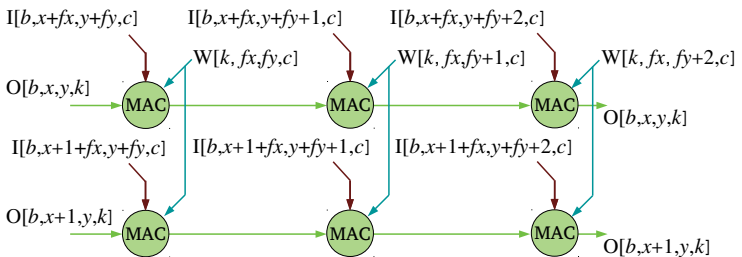 I[b,x+fx,y+fy,c] I[b,x+fx,y+fy+1,c] I[b,x+fx,y+fy+2,c]
W[k, fx,fy,c] W[k, fx,fy+1,c] W[k, fx, fy+2,c]
O[b,x,y,k]
MAC MAC MAC
O[b,x,y,k]
I[b,x+1+fx,y+fy,c] I[b,x+1+fx,y+fy+1,c] I[b,x+1+fx,y+fy+2,c]
O[b,x+1,y,k]
MAC MAC MAC
O[b,x+1,y,k]